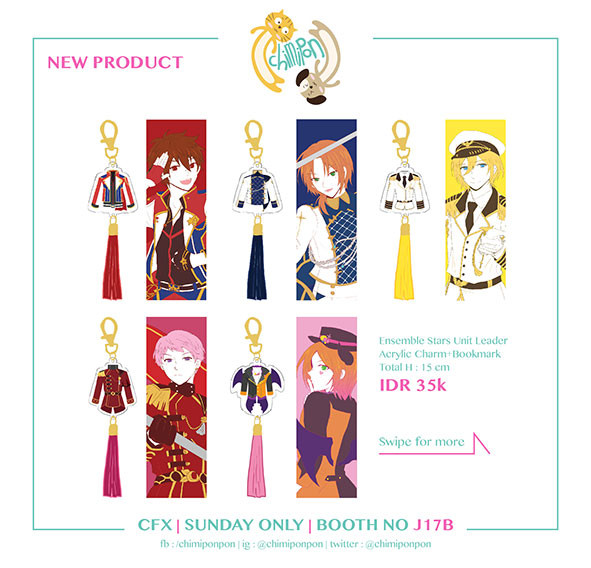 chimipon
NEW PRODUCT
Ensemble Stars Unit Leader
Acrylic Charm+Bookmark
Total H : 15 cm
IDR 35k
Swipe for more
CFX | SUNDAY ONLY | BOOTH NO J17B
fb : /chimiponpon | ig : @chimiponpon | twitter : @chimiponpon